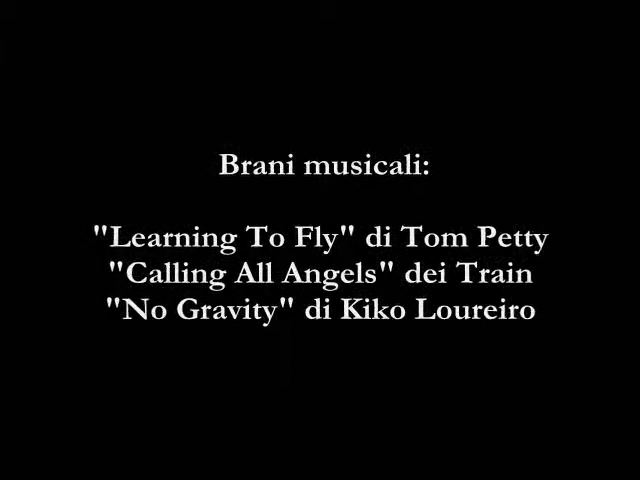 Brani musicali:
"Learning To Fly" di Tom Petty
"Calling All Angels" dei Train
"No Gravity" di Kiko Loureiro